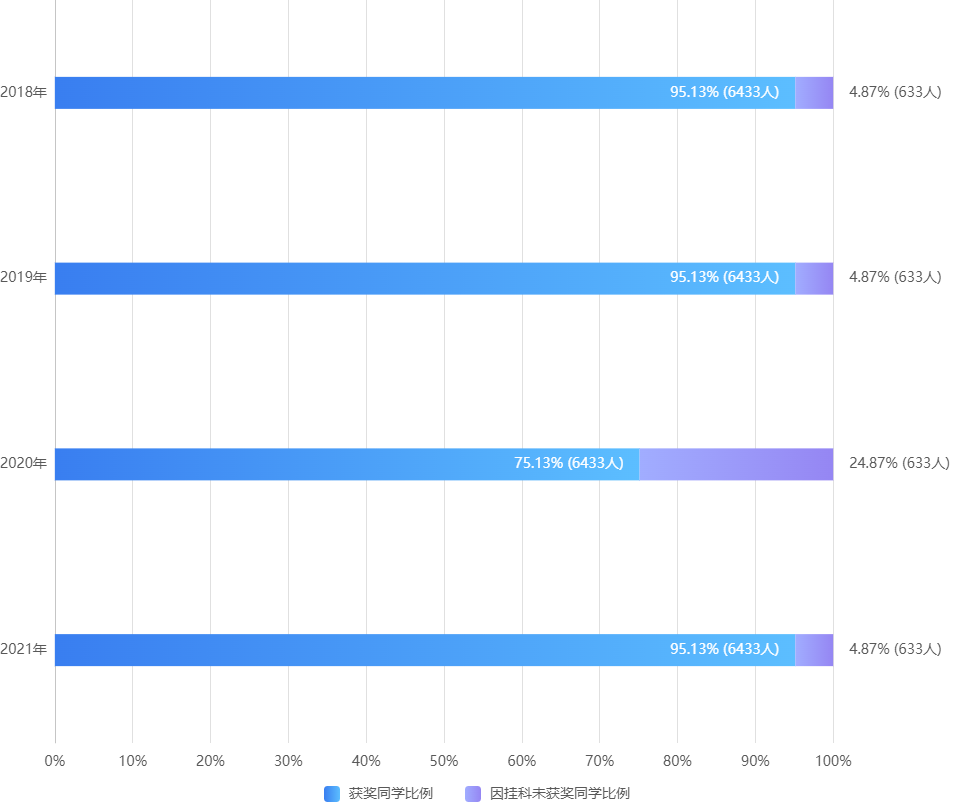 2018年 95.13% (6433人) 4.87% (633人)
2019年 95.13% (6433人) 4.87% (633人)
2020年 75.13% (6433人) 24.87% (633人)
2021年 95.13% (6433人) 4.87% (633人)
0% 10% 20% 30% 40% 50% 60% 70% 80% 90% 100%
获奖同学比例 因挂科未获奖同学比例